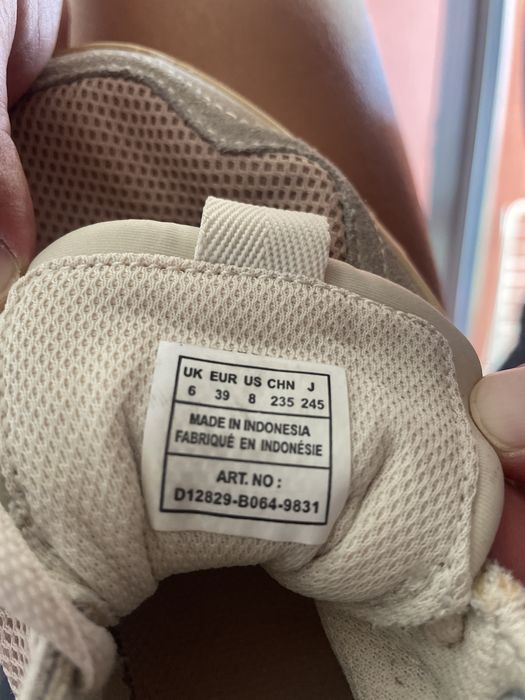 UK EUR US CHN J
6 39 8 235 245
MADE IN INDONESIA
FABRIQUÉ EN INDONÉSIE
ART. NO :
D12829-B064-9831